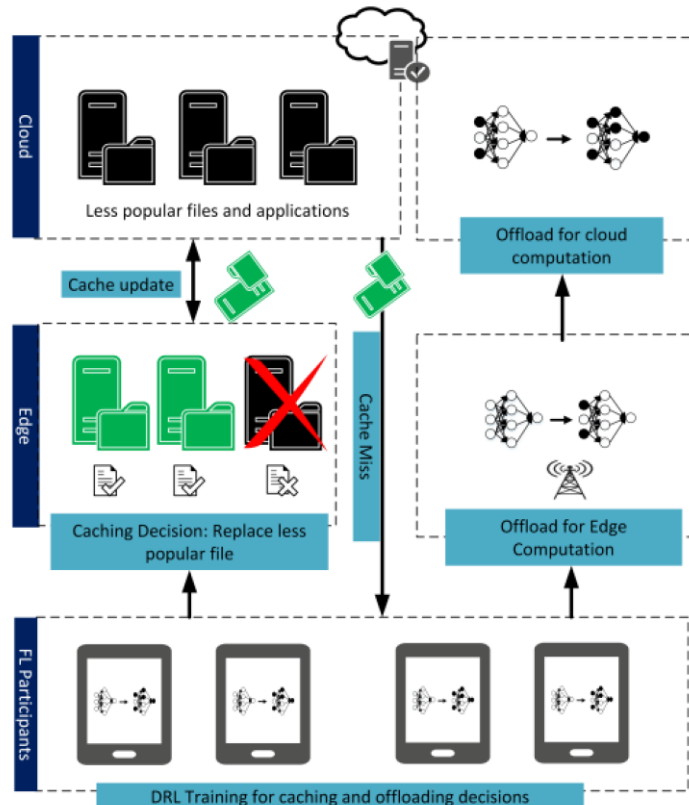 Cloud
Less popular files and applications
Offload for cloud
computation
Cache update
Edge
Cache Miss
Caching Decision: Replace less
popular file
Offload for Edge
Computation
FL Participants
DRL Training for caching and offloading decisions